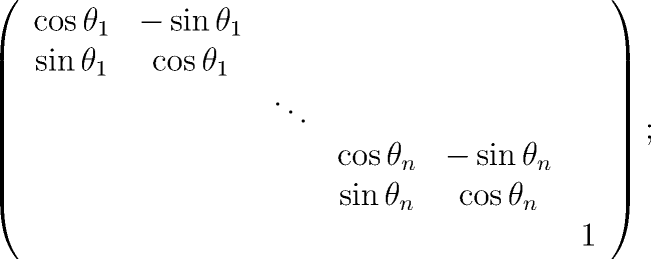 cos θ₁ − sin θ₁
sin θ₁ cos θ₁
⋱
;
cos θₙ − sin θₙ
sin θₙ cos θₙ
1